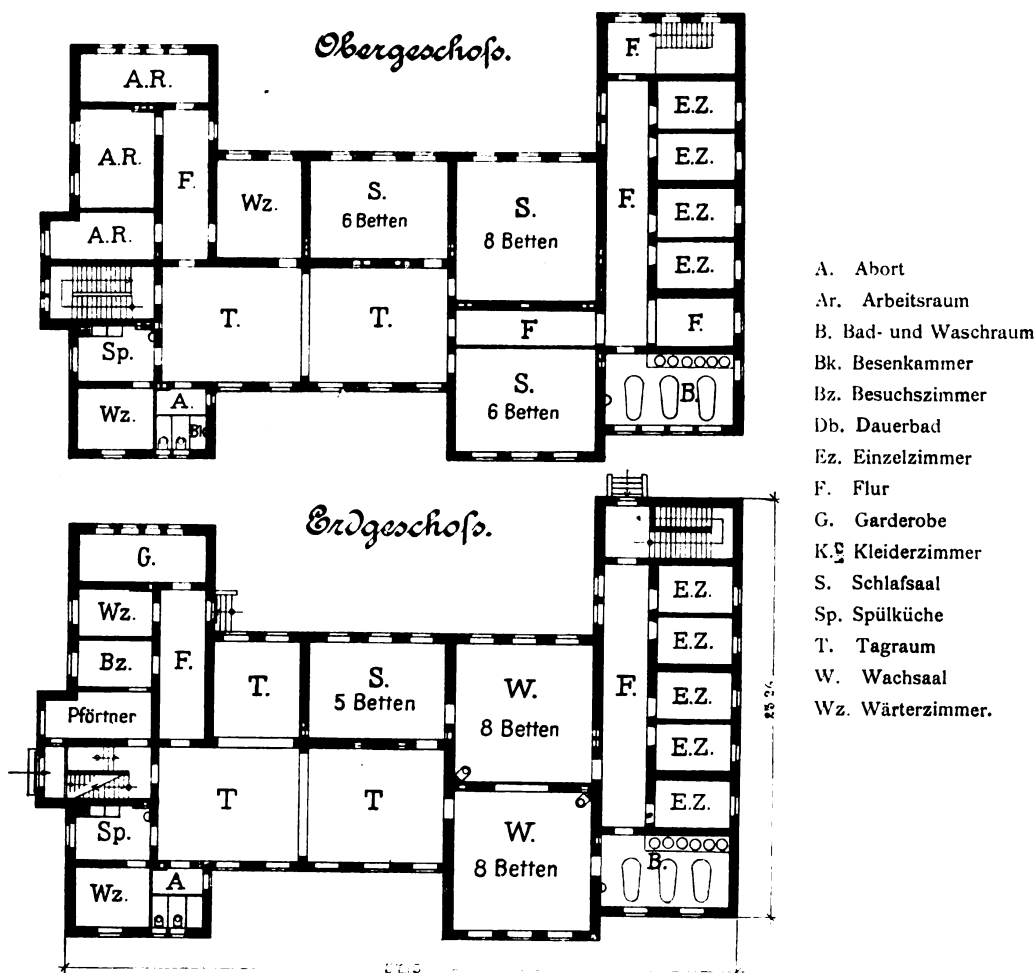 Obergeschoſs.
A.R.
A.R.
A.R.
F.
Wz.
S.
6 Betten
S.
8 Betten
F.
E.Z.
E.Z.
E.Z.
E.Z.
F.
F.
T.
T.
F
Sp.
Wz.
A.
Bk
S.
6 Betten
B.
Erdgeschoſs.
G.
Wz.
Bz.
F.
Pförtner
T.
S.
5 Betten
W.
8 Betten
F.
E.Z.
E.Z.
E.Z.
E.Z.
E.Z.
T
T
Sp.
Wz.
A
W.
8 Betten
B.
A. Abort
Ar. Arbeitsraum
B. Bad- und Waschraum
Bk. Besenkammer
Bz. Besuchszimmer
Db. Dauerbad
Ez. Einzelzimmer
F. Flur
G. Garderobe
K. Kleiderzimmer
S. Schlafsaal
Sp. Spülküche
T. Tagraum
W. Wachsaal
Wz. Wärterzimmer.